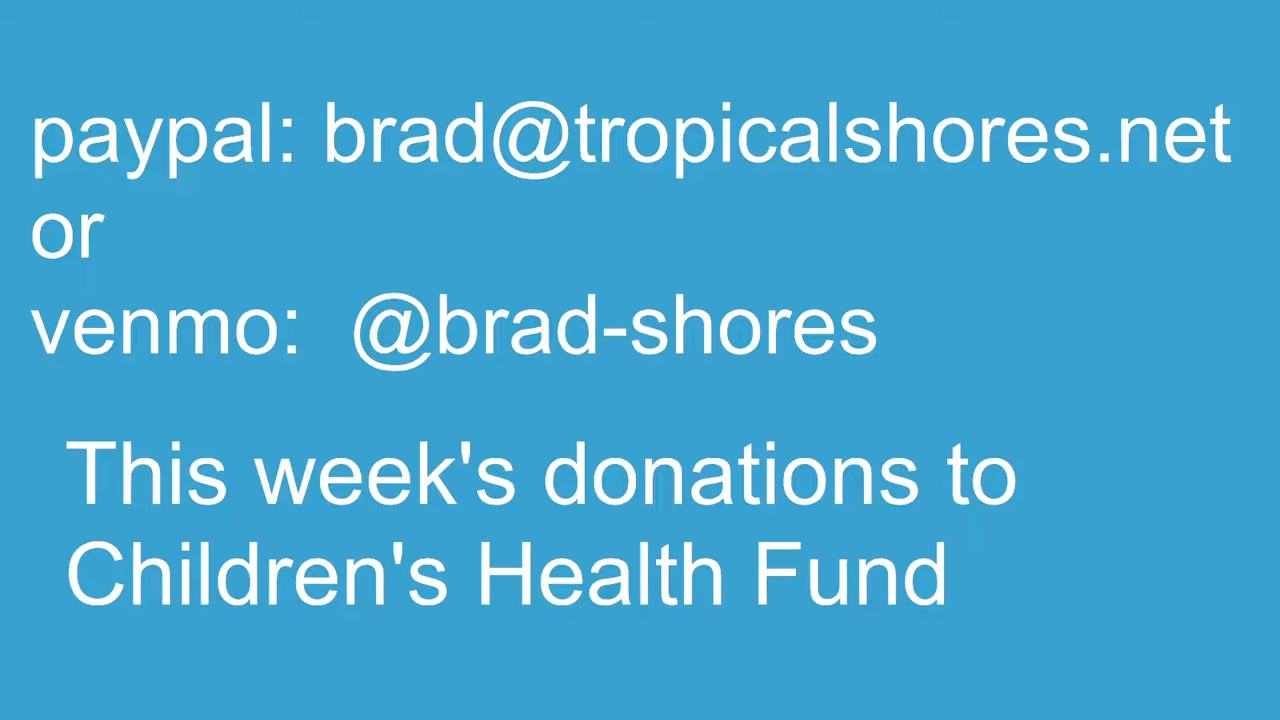 paypal: brad@tropicalshores.net
or
venmo:  @brad-shores
This week's donations to
Children's Health Fund